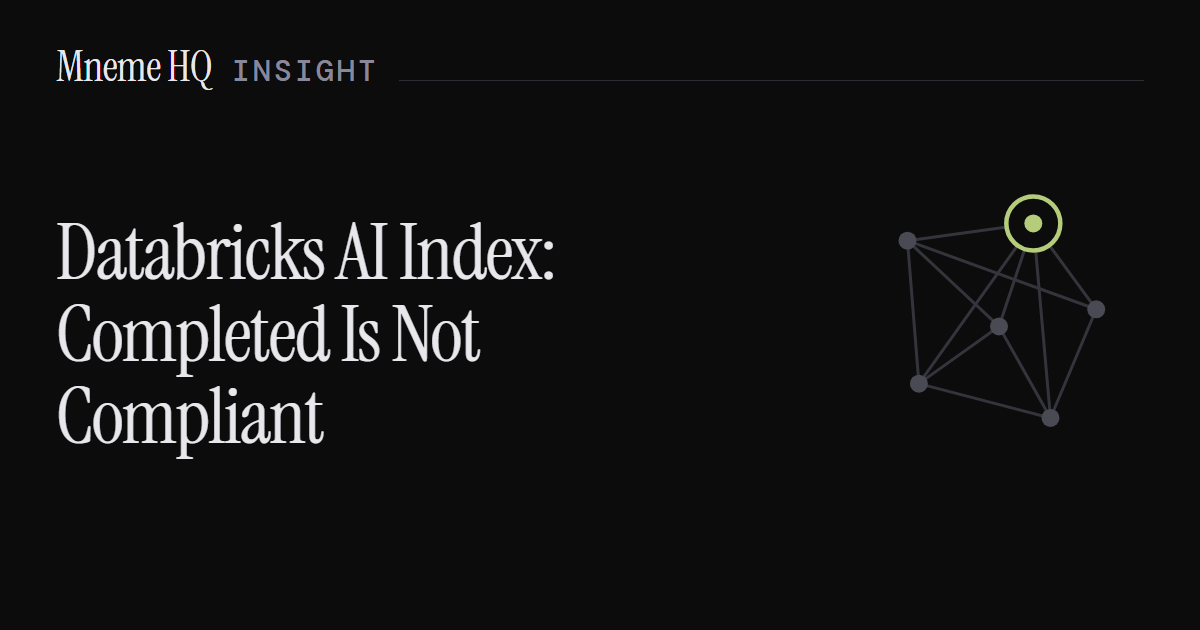 Mneme HQ INSIGHT
Databricks AI Index:
Completed Is Not
Compliant